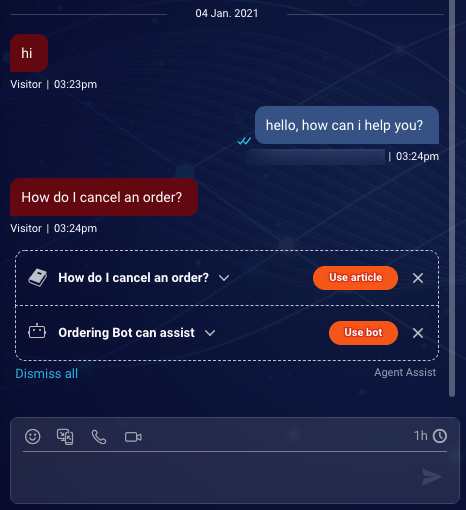 04 Jan. 2021
hi
Visitor | 03:23pm
hello, how can i help you?
| 03:24pm
How do I cancel an order?
Visitor | 03:24pm
How do I cancel an order?
Use article
Ordering Bot can assist
Use bot
Dismiss all
Agent Assist
1h